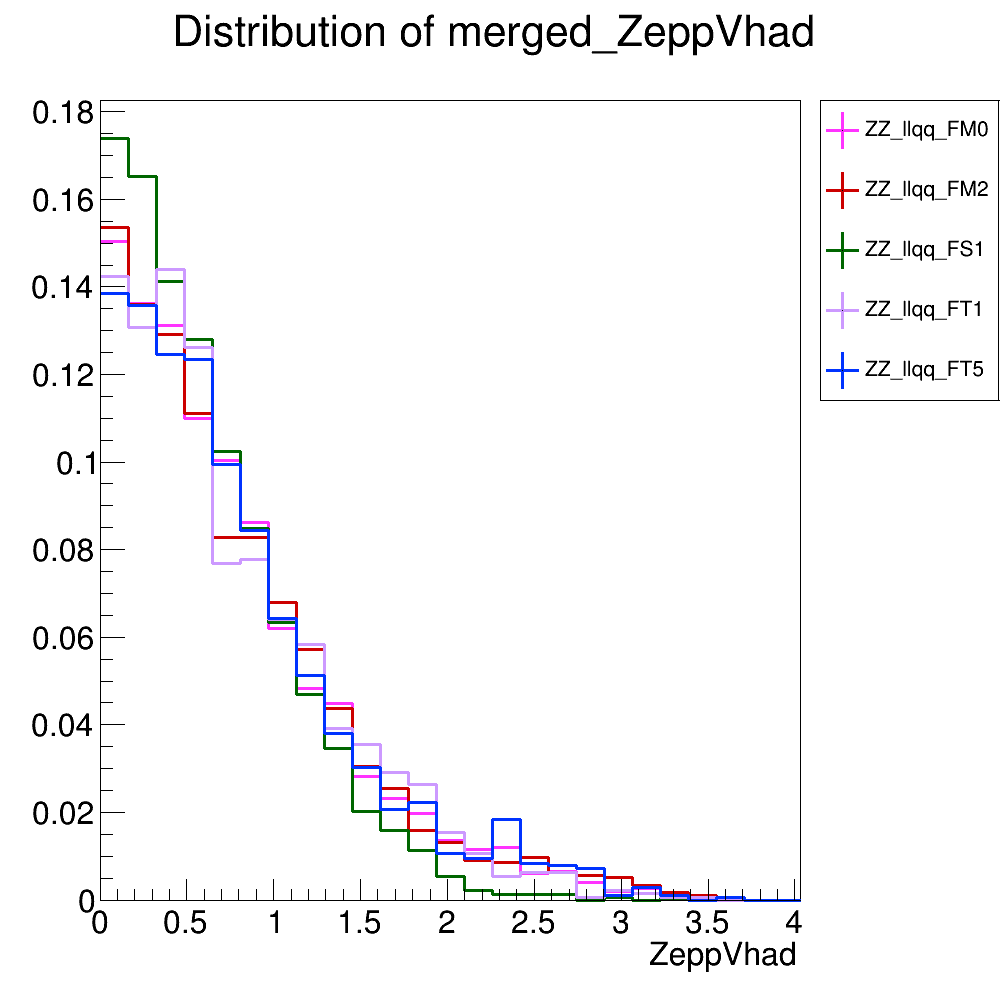 Distribution of merged_ZeppVhad
0.18
0.16
0.14
0.12
0.1
0.08
0.06
0.04
0.02
0
0 0.5 1 1.5 2 2.5 3 3.5 4
ZeppVhad
ZZ_llqq_FM0
ZZ_llqq_FM2
ZZ_llqq_FS1
ZZ_llqq_FT1
ZZ_llqq_FT5